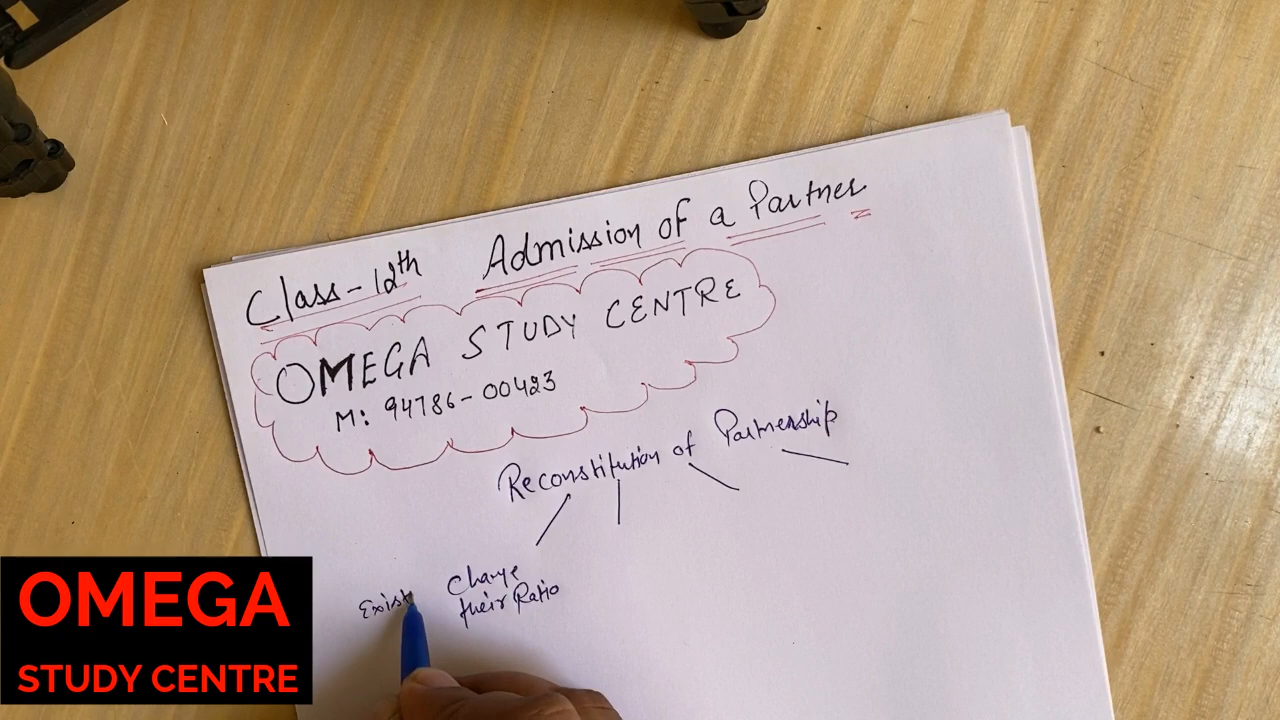 Class-12th Admission of a Partner
OMEGA STUDY CENTRE
M: 94786-00423
Reconstitution of Partnership
Change
their Ratio
Exist
OMEGA
STUDY CENTRE